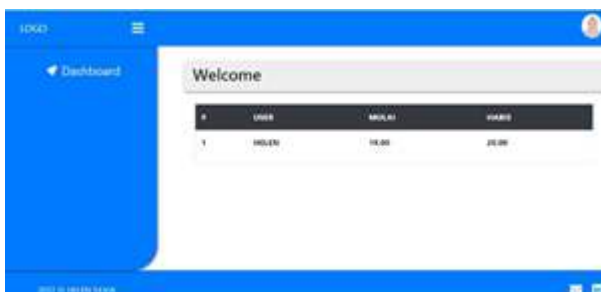 LOGO
Dashboard
Welcome
# USER MULAI HABIS
1 HELEN 19.00 20.00